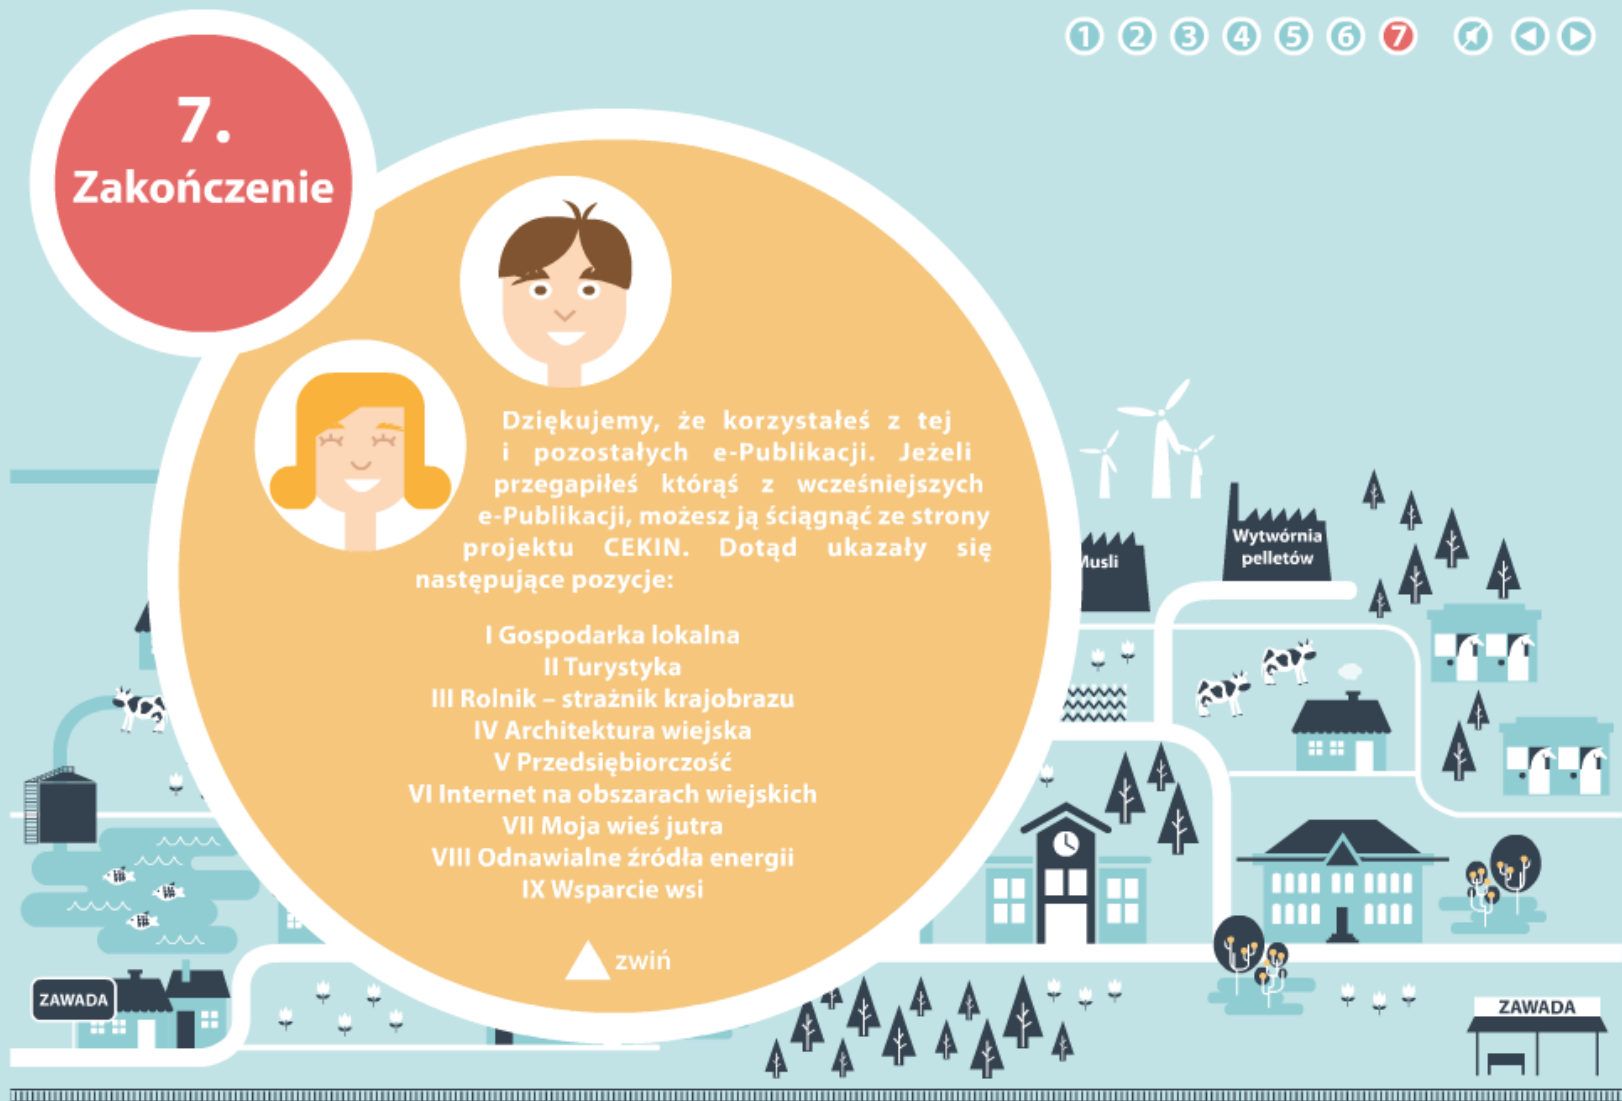 1 2 3 4 5 6 7
7.
Zakończenie
Dziękujemy, że korzystałeś z tej
i pozostałych e-Publikacji. Jeżeli
przegapiłeś którąś z wcześniejszych
e-Publikacji, możesz ją ściągnąć ze strony
projektu CEKIN. Dotąd ukazały się
następujące pozycje:
I Gospodarka lokalna
II Turystyka
III Rolnik – strażnik krajobrazu
IV Architektura wiejska
V Przedsiębiorczość
VI Internet na obszarach wiejskich
VII Moja wieś jutra
VIII Odnawialne źródła energii
IX Wsparcie wsi
zwiń
Musli
Wytwórnia
pelletów
ZAWADA
ZAWADA